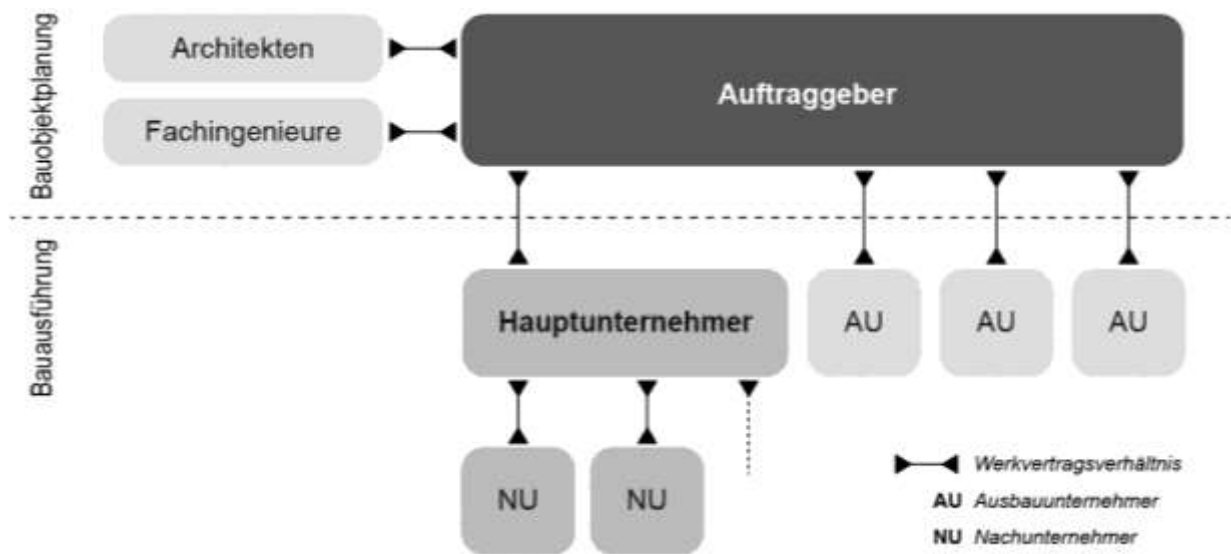 Bauobjektplanung
Architekten
Auftraggeber
Fachingenieure
Bauausführung
Hauptunternehmer
AU
AU
AU
NU
NU
Werkvertragsverhältnis
AU Ausbauunternehmer
NU Nachunternehmer